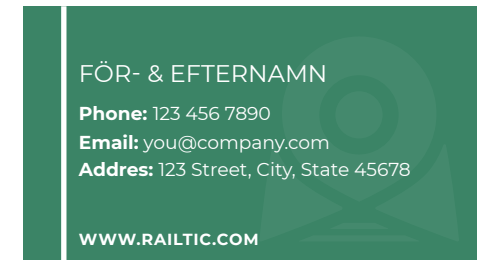 FÖR- & EFTERNAMN
Phone: 123 456 7890
Email: you@company.com
Addres: 123 Street, City, State 45678
WWW.RAILTIC.COM